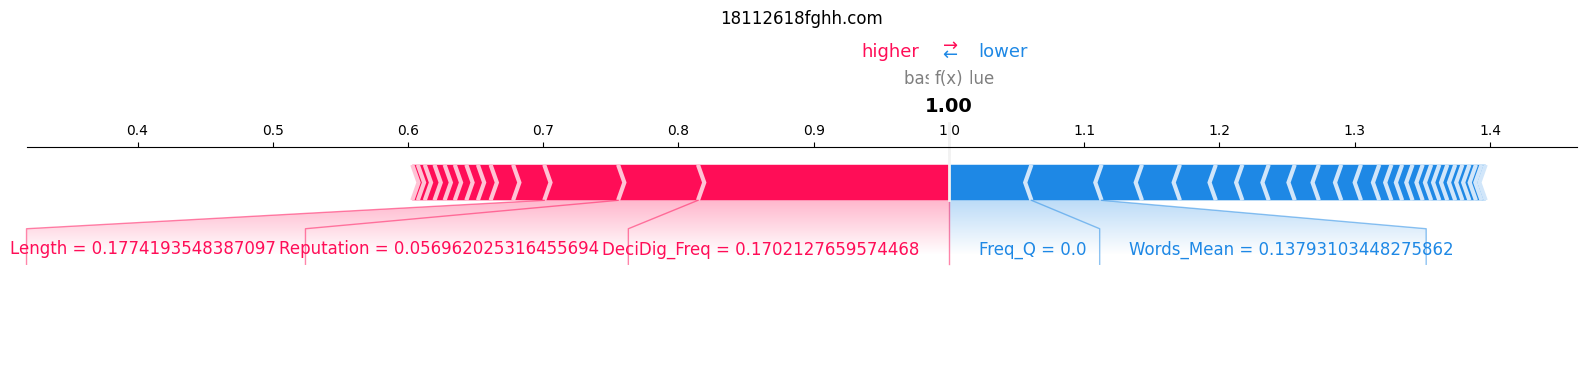 18112618fghh.com
higher → ← lower
bas f(x) lue
1.00
0.4 0.5 0.6 0.7 0.8 0.9 1.0 1.1 1.2 1.3 1.4
Length = 0.1774193548387097 Reputation = 0.056962025316455694 DeciDig_Freq = 0.1702127659574468 Freq_Q = 0.0 Words_Mean = 0.13793103448275862